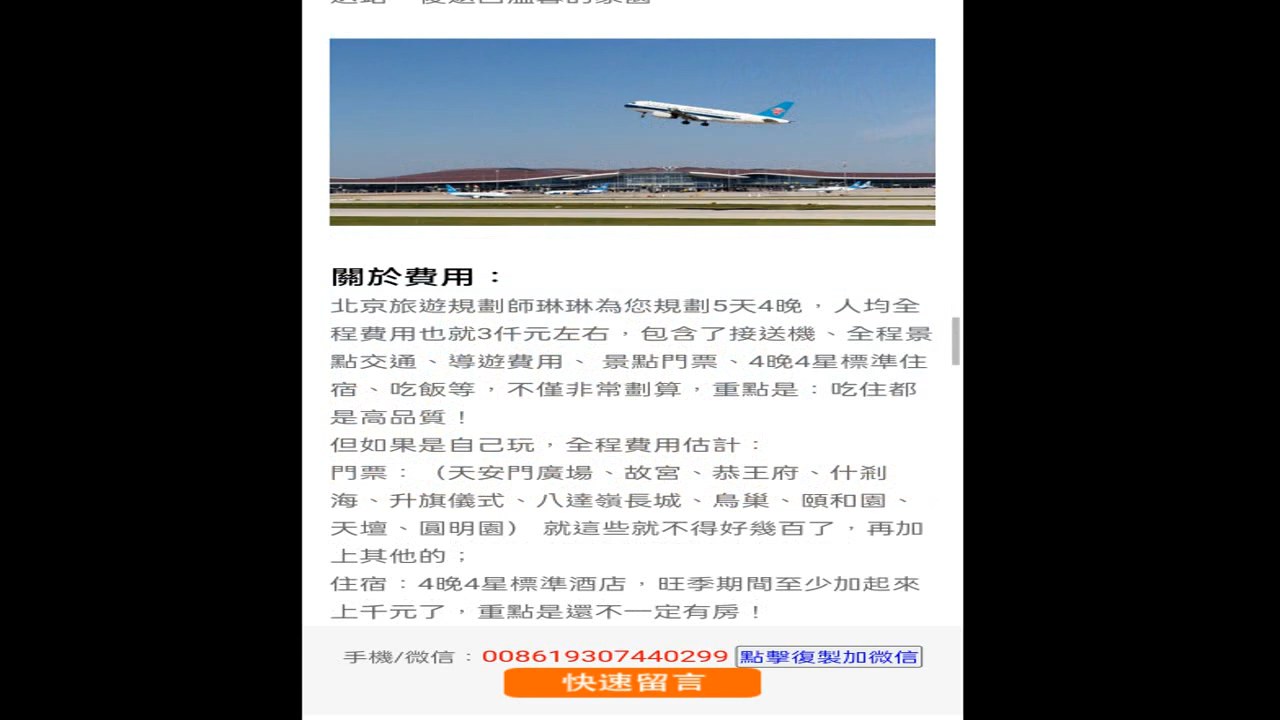 關於費用：
北京旅遊規劃師琳琳為您規劃5天4晚，人均全
程費用也就3仟元左右，包含了接送機、全程景
點交通、導遊費用、 景點門票、4晚4星標準住
宿、吃飯等，不僅非常劃算，重點是：吃住都
是高品質！
但如果是自己玩，全程費用估計：
門票： （天安門廣場、故宮、恭王府、什剎
海、升旗儀式、八達嶺長城、鳥巢、頤和園、
天壇、圓明園） 就這些就不得好幾百了，再加
上其他的；
住宿：4晚4星標準酒店，旺季期間至少加起來
上千元了，重點是還不一定有房！
手機/微信：008619307440299 點擊復製加微信
快速留言